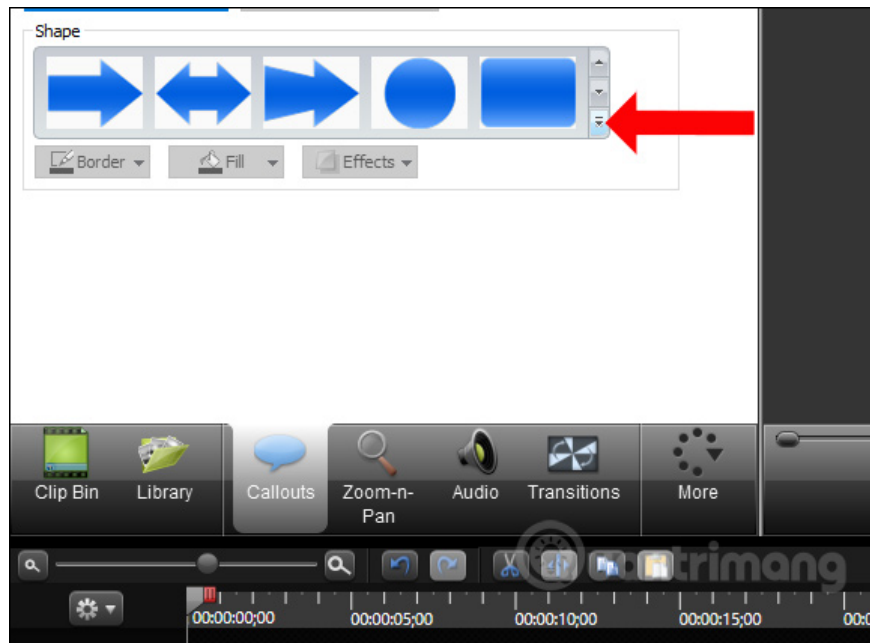 Shape
Border Fill Effects
Clip Bin Library Callouts Zoom-n-
Pan Audio Transitions More
00:00:00;00 00:00:05;00 00:00:10;00 00:00:15;00